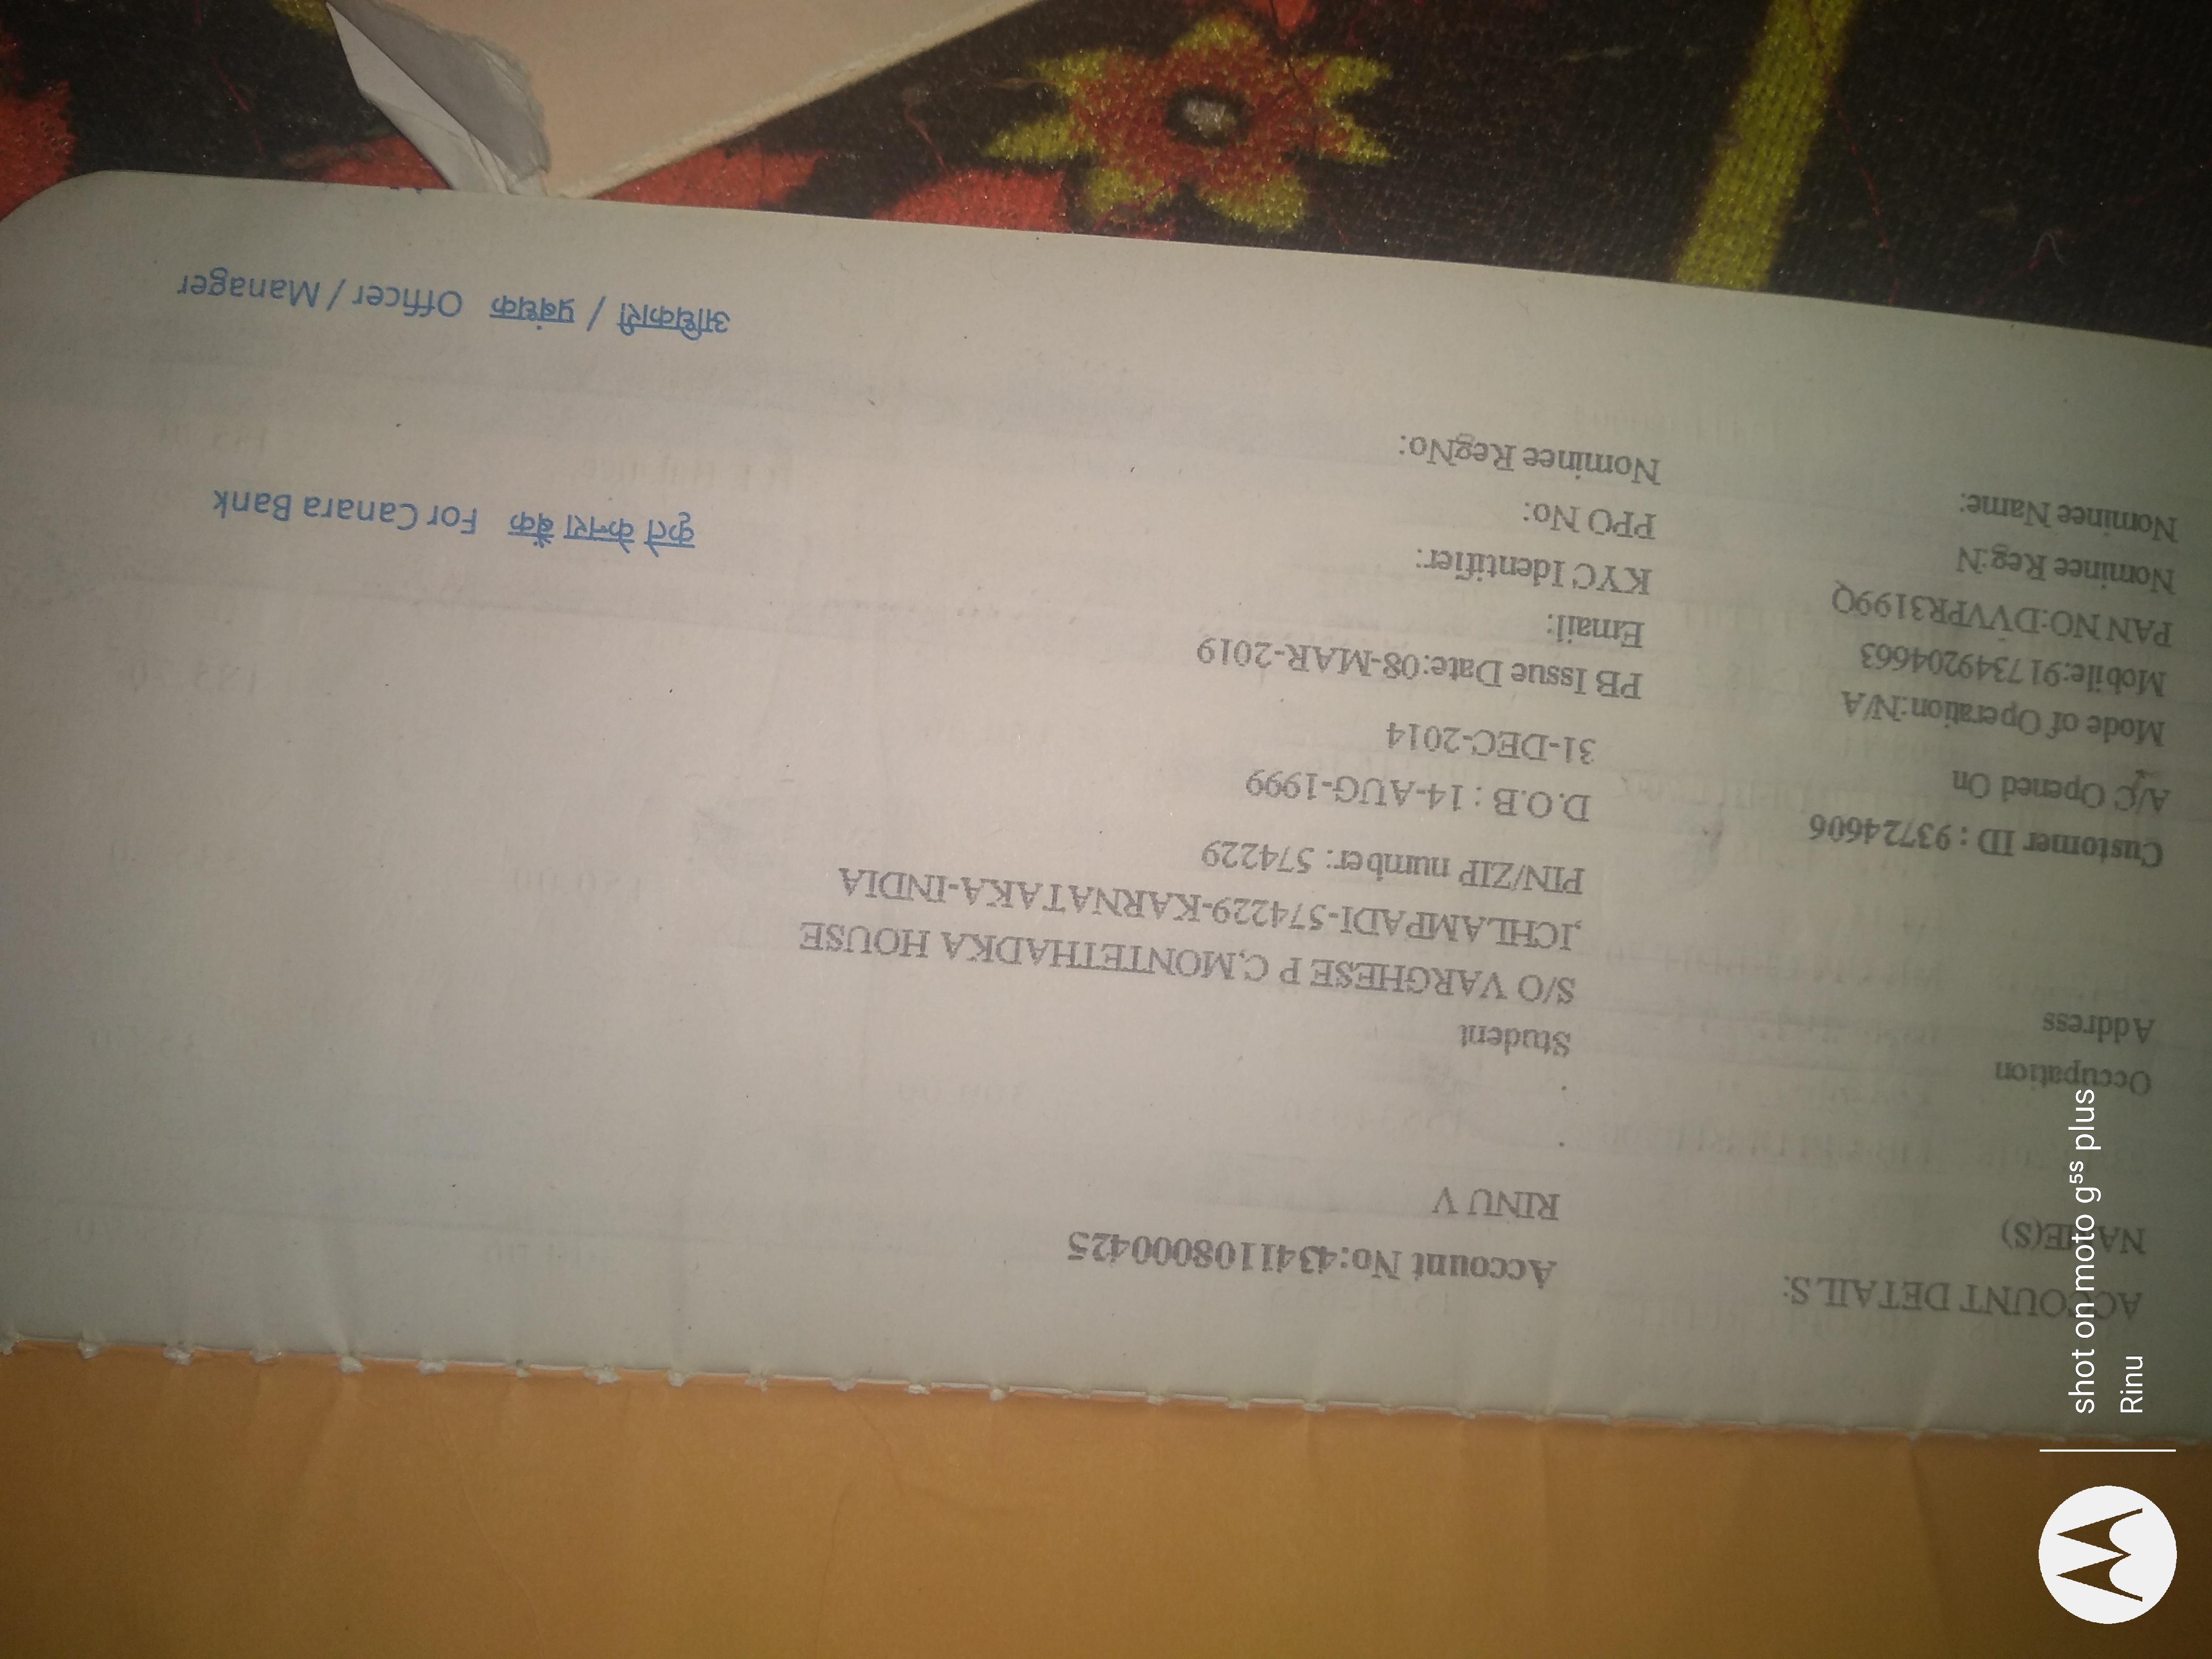 ACCOUNT DETAILS: Account No:4341108000425
NAME(S) RINU V
.
.
Occupation Student
Address S/O VARGHESE P C,MONTETHADKA HOUSE
,ICHLAMPADI-574229-KARNATAKA-INDIA
PIN/ZIP number: 574229
Customer ID : 93724606 D.O.B : 14-AUG-1999
A/C Opened On 31-DEC-2014
Mode of Operation:N/A PB Issue Date:08-MAR-2019
Mobile:917349204663 Email:
PAN NO:DVVPR3199Q KYC Identifier:
Nominee Reg:N PPO No:
Nominee Name: Nominee RegNo:
कृते केनरा बैंक For Canara Bank
अधिकारी / प्रबंधक Officer / Manager
shot on moto g⁵ˢ plus
Rinu